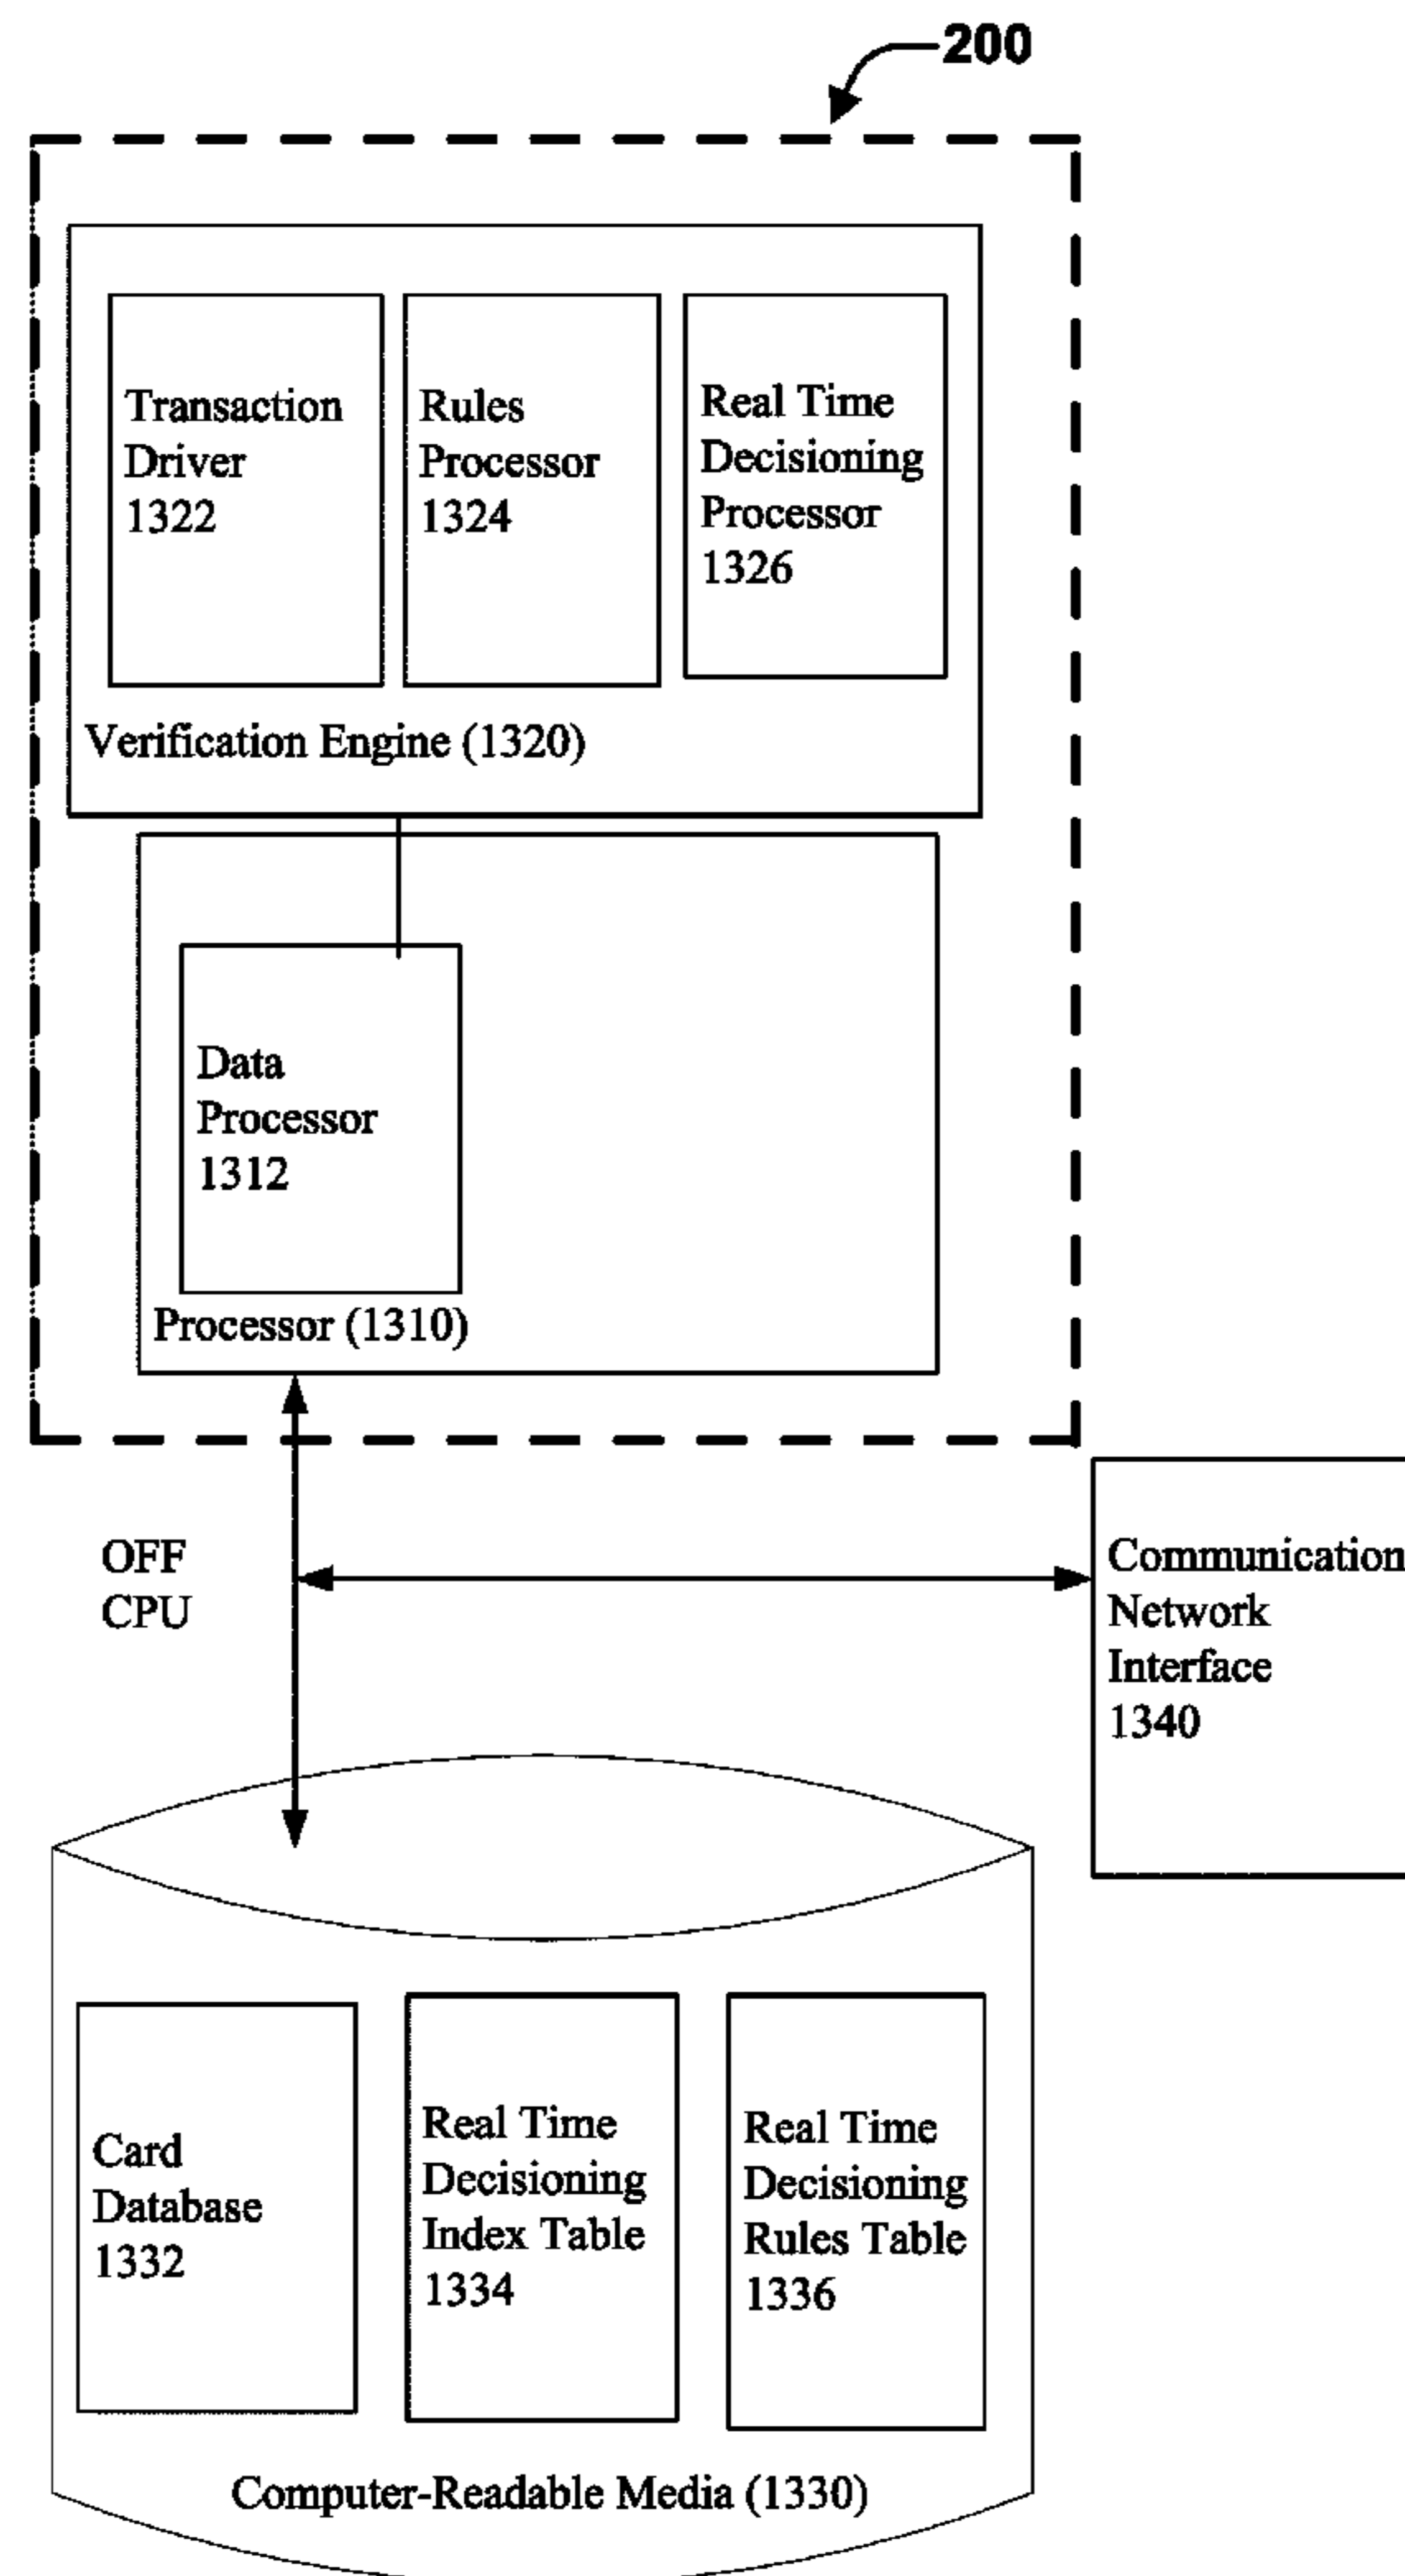 200
Transaction
Driver
1322
Rules
Processor
1324
Real Time
Decisioning
Processor
1326
Verification Engine (1320)
Data
Processor
1312
Processor (1310)
OFF
CPU
Communication
Network
Interface
1340
Card
Database
1332
Real Time
Decisioning
Index Table
1334
Real Time
Decisioning
Rules Table
1336
Computer-Readable Media (1330)